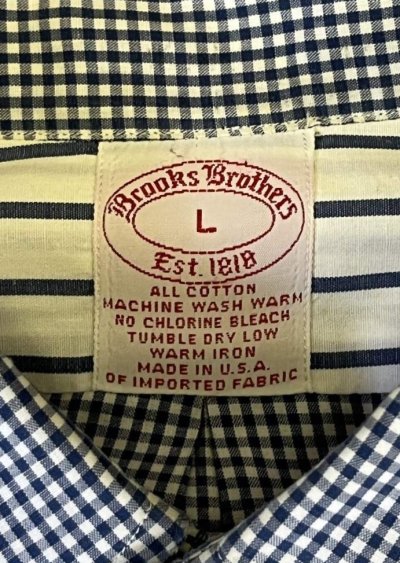 Brooks Brothers
L
Est. 1818
ALL COTTON
MACHINE WASH WARM
NO CHLORINE BLEACH
TUMBLE DRY LOW
WARM IRON
MADE IN U.S.A.
OF IMPORTED FABRIC